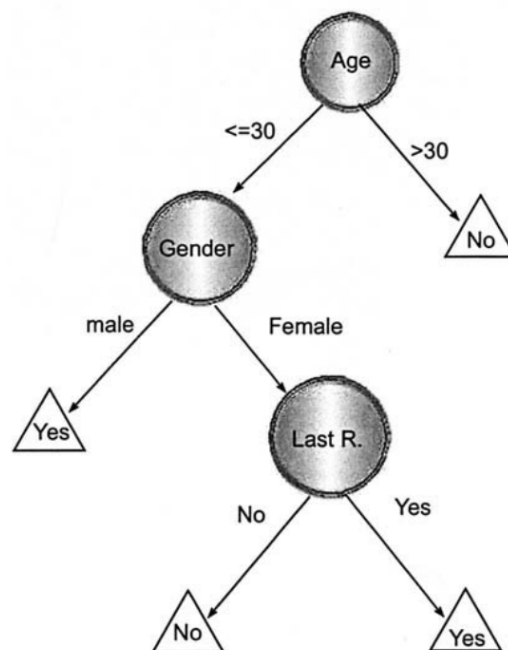 Age
<=30
>30
No
Gender
male
Female
Yes
Last R.
No
Yes
No
Yes